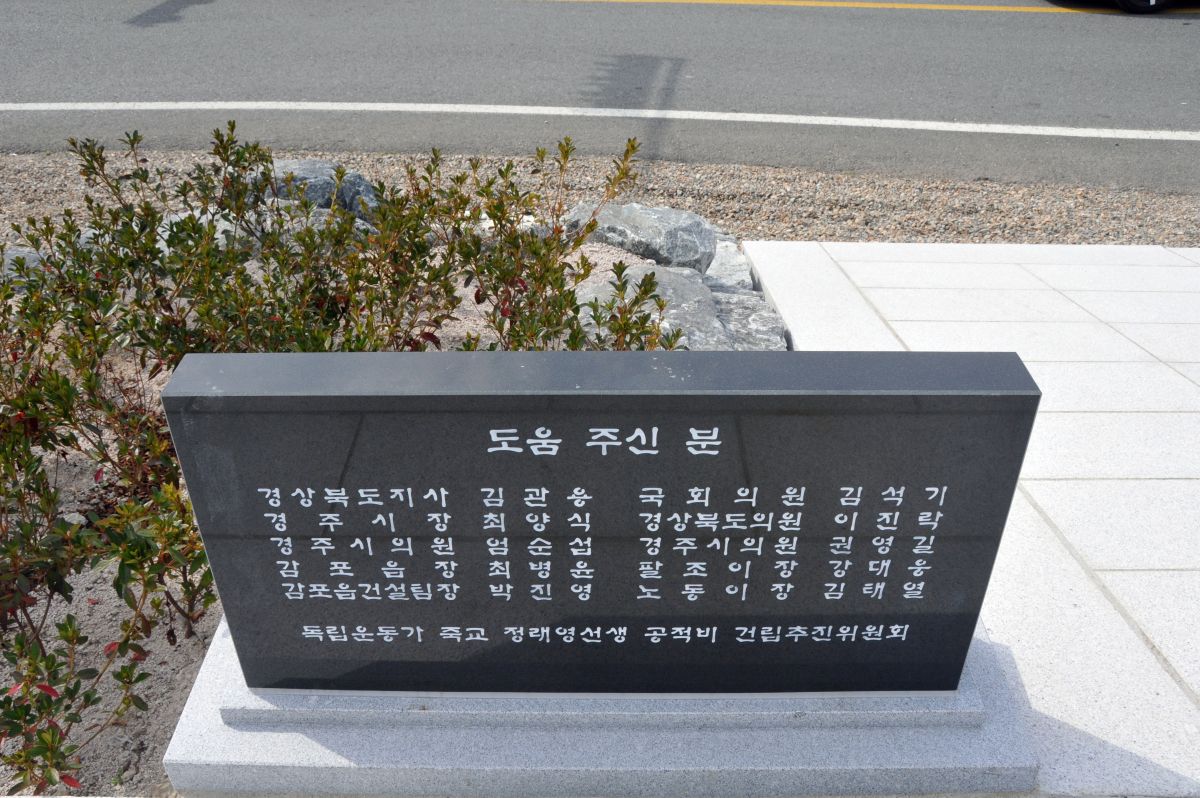 도움 주신 분
경상북도지사 김관용 국회의원 김석기
경주시장 최양식 경상북도의원 이진락
경주시의원 엄순섭 경주시의원 권영길
감포읍장 최병윤 팔조이장 강대웅
감포읍건설팀장 박진영 노동이장 김태열
독립운동가 죽교 정래영선생 공적비 건립추진위원회